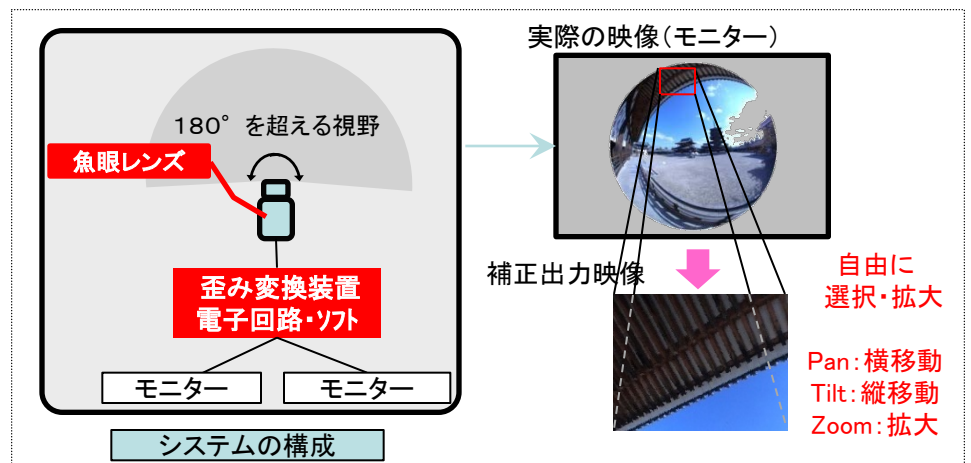 180°を超える視野
魚眼レンズ
歪み変換装置
電子回路・ｿﾌﾄ
モニター
モニター
システムの構成
実際の映像（モニター）
補正出力映像
自由に
選択・拡大
Pan：横移動
Tilt：縦移動
Zoom：拡大